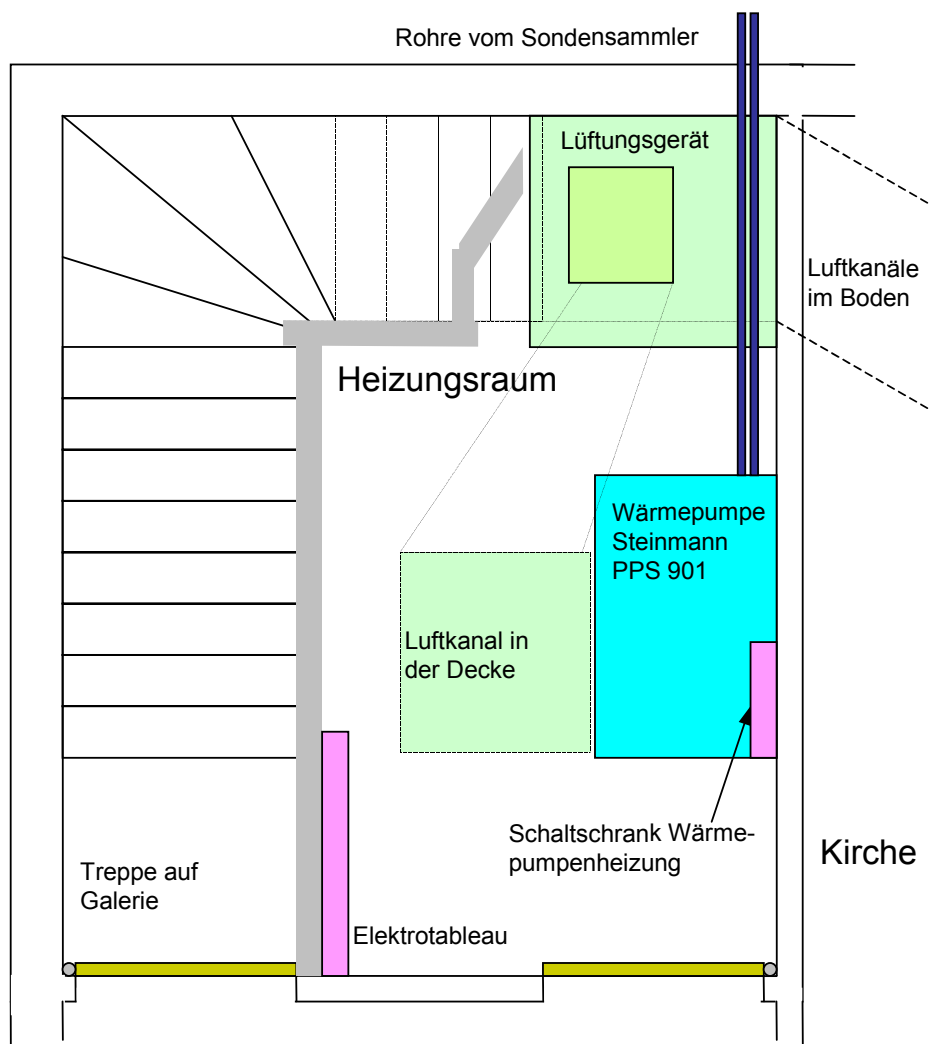 Rohre vom Sondensammler
Lüftungsgerät
Luftkanäle
im Boden
Heizungsraum
Wärmepumpe
Steinmann
PPS 901
Luftkanal in
der Decke
Schaltschrank Wärme-
pumpenheizung
Kirche
Treppe auf
Galerie
Elektrotableau